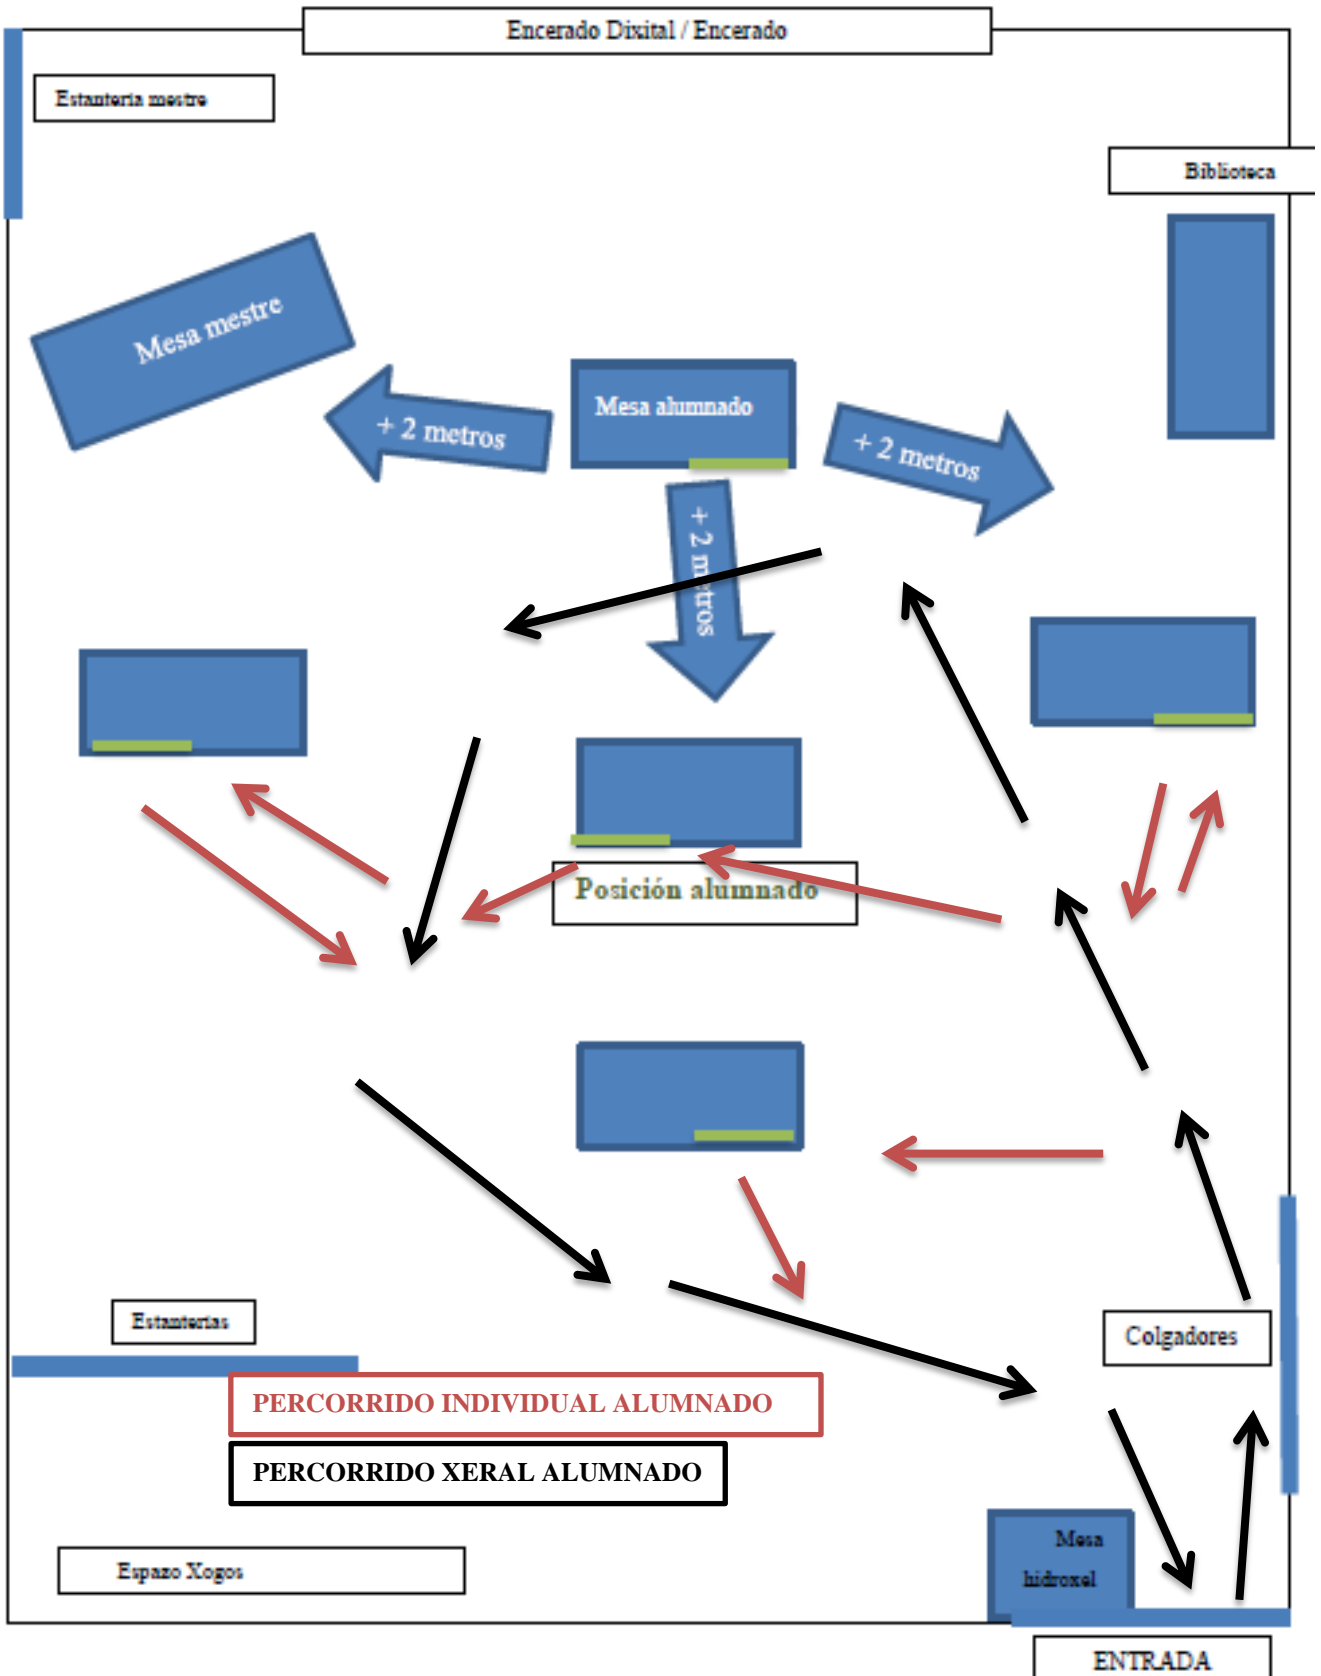 Encerado Dixital / Encerado
Estantería mestre
Biblioteca
Mesa mestre
Mesa alumnado
+ 2 metros
+ 2 metros
+ 2 metros
Posición alumnado
Estanterías
Colgadores
PERCORRIDO INDIVIDUAL ALUMNADO
PERCORRIDO XERAL ALUMNADO
Mesa
hidroxel
Espazo Xogos
ENTRADA